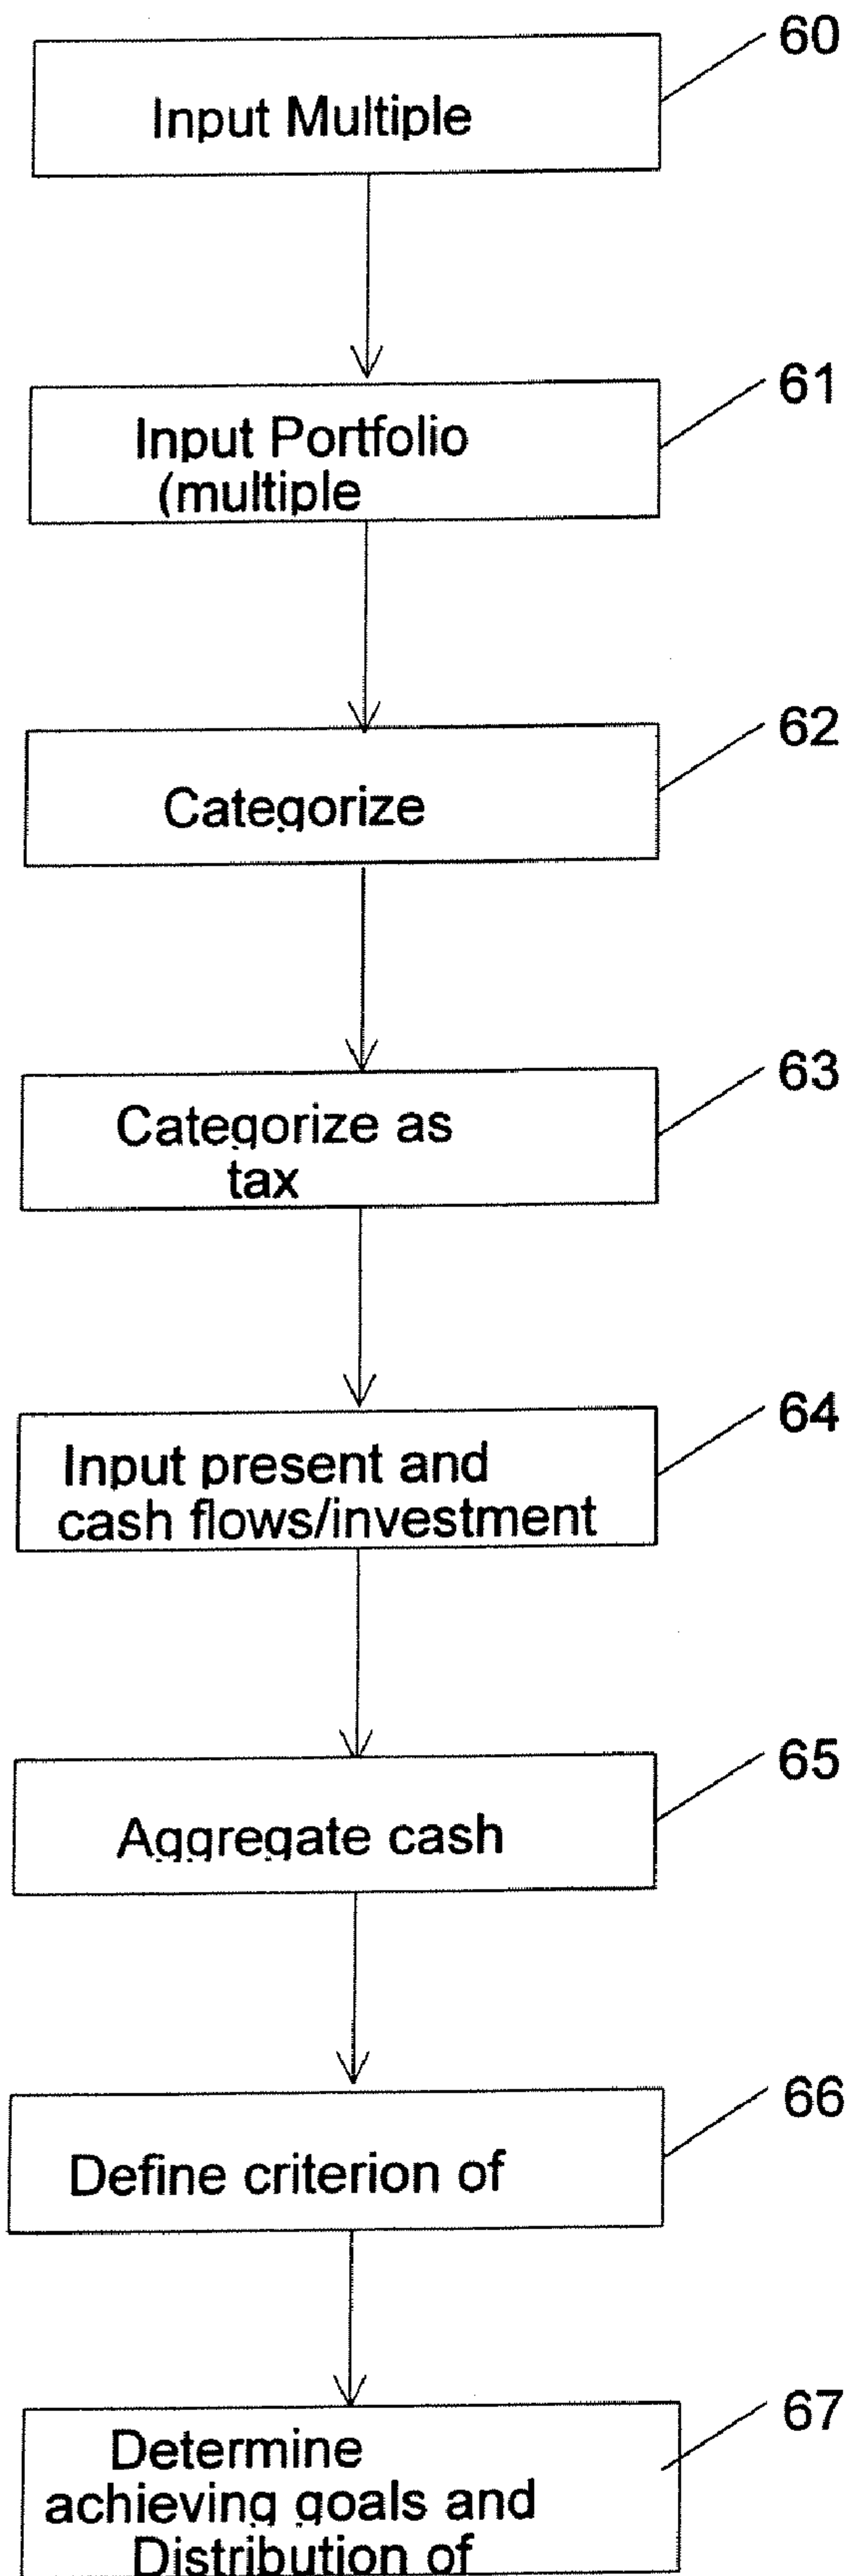 60
Input Multiple
61
Input Portfolio
(multiple
62
Categorize
63
Categorize as
tax
64
Input present and
cash flows/investment
65
Aggregate cash
66
Define criterion of
67
Determine
achieving goals and
Distribution of